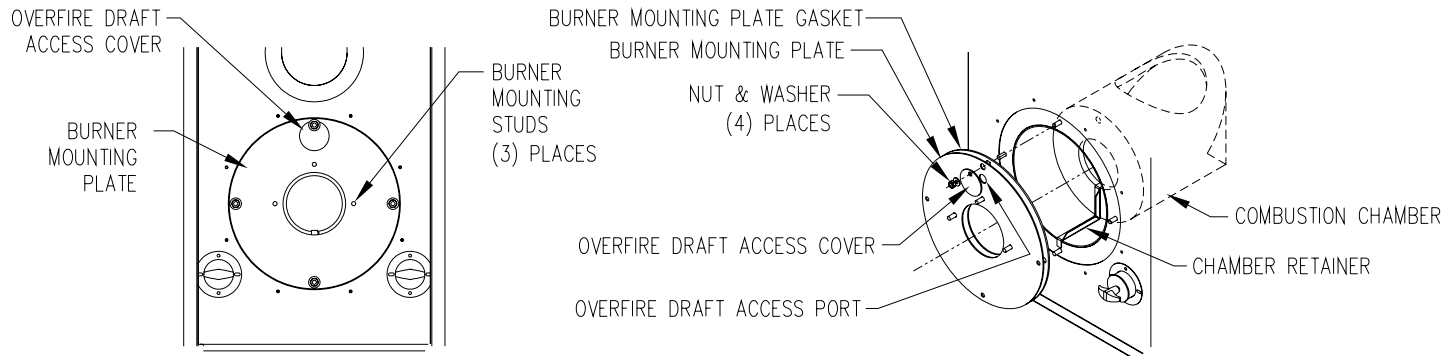 OVERFIRE DRAFT
ACCESS COVER
BURNER
MOUNTING
PLATE
BURNER
MOUNTING
STUDS
(3) PLACES
BURNER MOUNTING PLATE GASKET
BURNER MOUNTING PLATE
NUT & WASHER
(4) PLACES
OVERFIRE DRAFT ACCESS COVER
OVERFIRE DRAFT ACCESS PORT
COMBUSTION CHAMBER
CHAMBER RETAINER